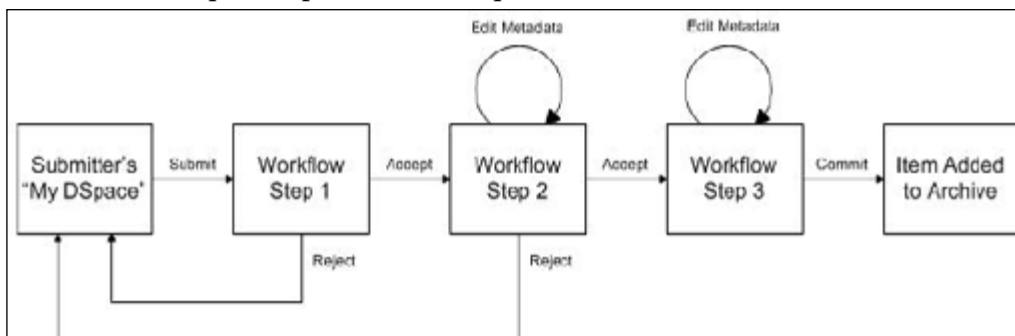 Edit Metadata
Edit Metadata
Submitter's
"My DSpace"
Submit
Workflow
Step 1
Accept
Workflow
Step 2
Accept
Workflow
Step 3
Commit
Item Added
to Archive
Reject
Reject